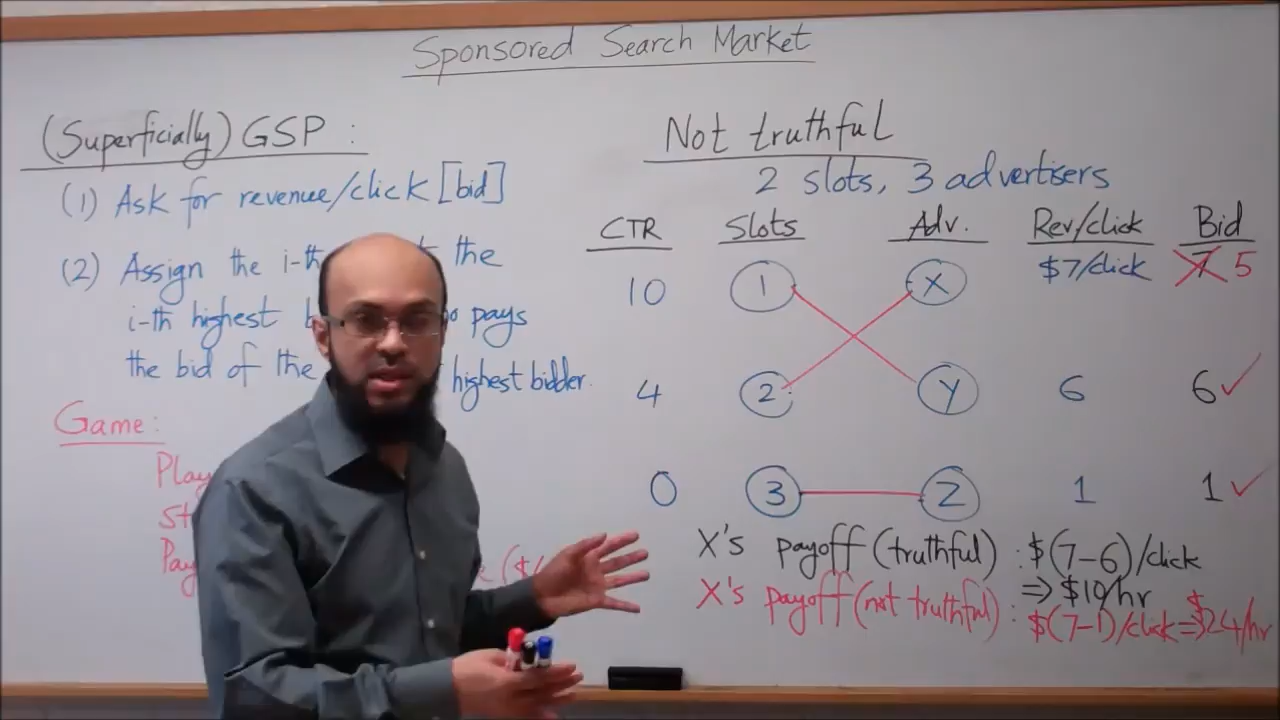 Sponsored Search Market
(Superficially) GSP :
(1) Ask for revenue/click [bid]
(2) Assign the i-th the
i-th highest pays
the bid of the highest bidder.
Game:
Not truthful
2 slots, 3 advertisers
CTR Slots Adv. Rev/click Bid
10 1 X $7/click 7 5
4 2 Y 6 6 ✓
0 3 Z 1 1 ✓
X's payoff (truthful) : $(7-6)/click
⇒ $10/hr
X's payoff (not truthful) : $(7-1)/click = $24/hr